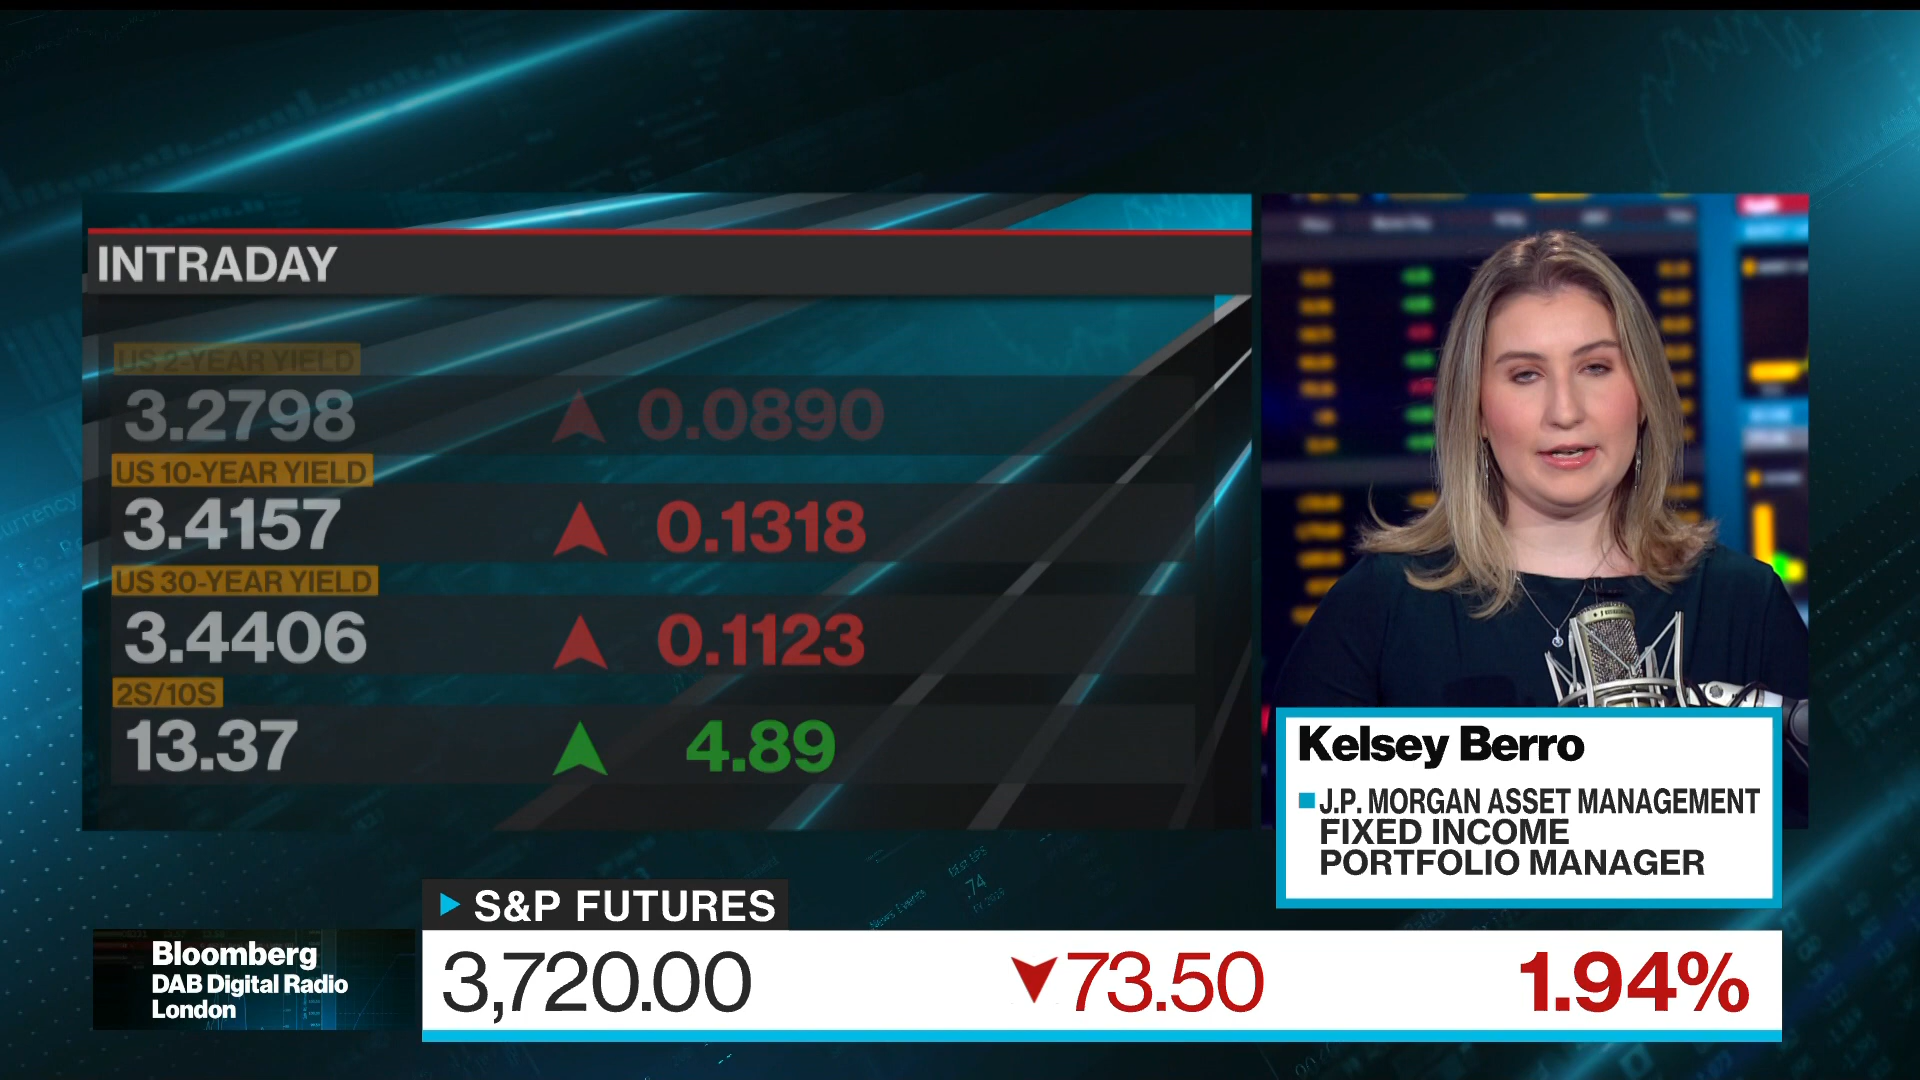 INTRADAY
US 2-YEAR YIELD
3.2798 ▲ 0.0890
US 10-YEAR YIELD
3.4157 ▲ 0.1318
US 30-YEAR YIELD
3.4406 ▲ 0.1123
2S/10S
13.37 ▲ 4.89
Kelsey Berro
J.P. MORGAN ASSET MANAGEMENT
FIXED INCOME
PORTFOLIO MANAGER
S&P FUTURES
3,720.00 ▼73.50 1.94%
Bloomberg
DAB Digital Radio
London